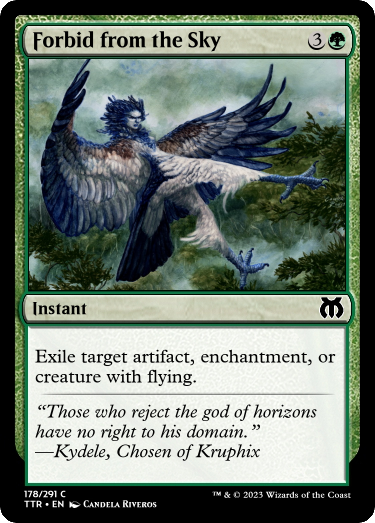 Forbid from the Sky 3
Instant
Exile target artifact, enchantment, or
creature with flying.
“Those who reject the god of horizons
have no right to his domain.”
—Kydele, Chosen of Kruphix
178/291 C
TTR • EN Candela Riveros
™ & © 2023 Wizards of the Coast